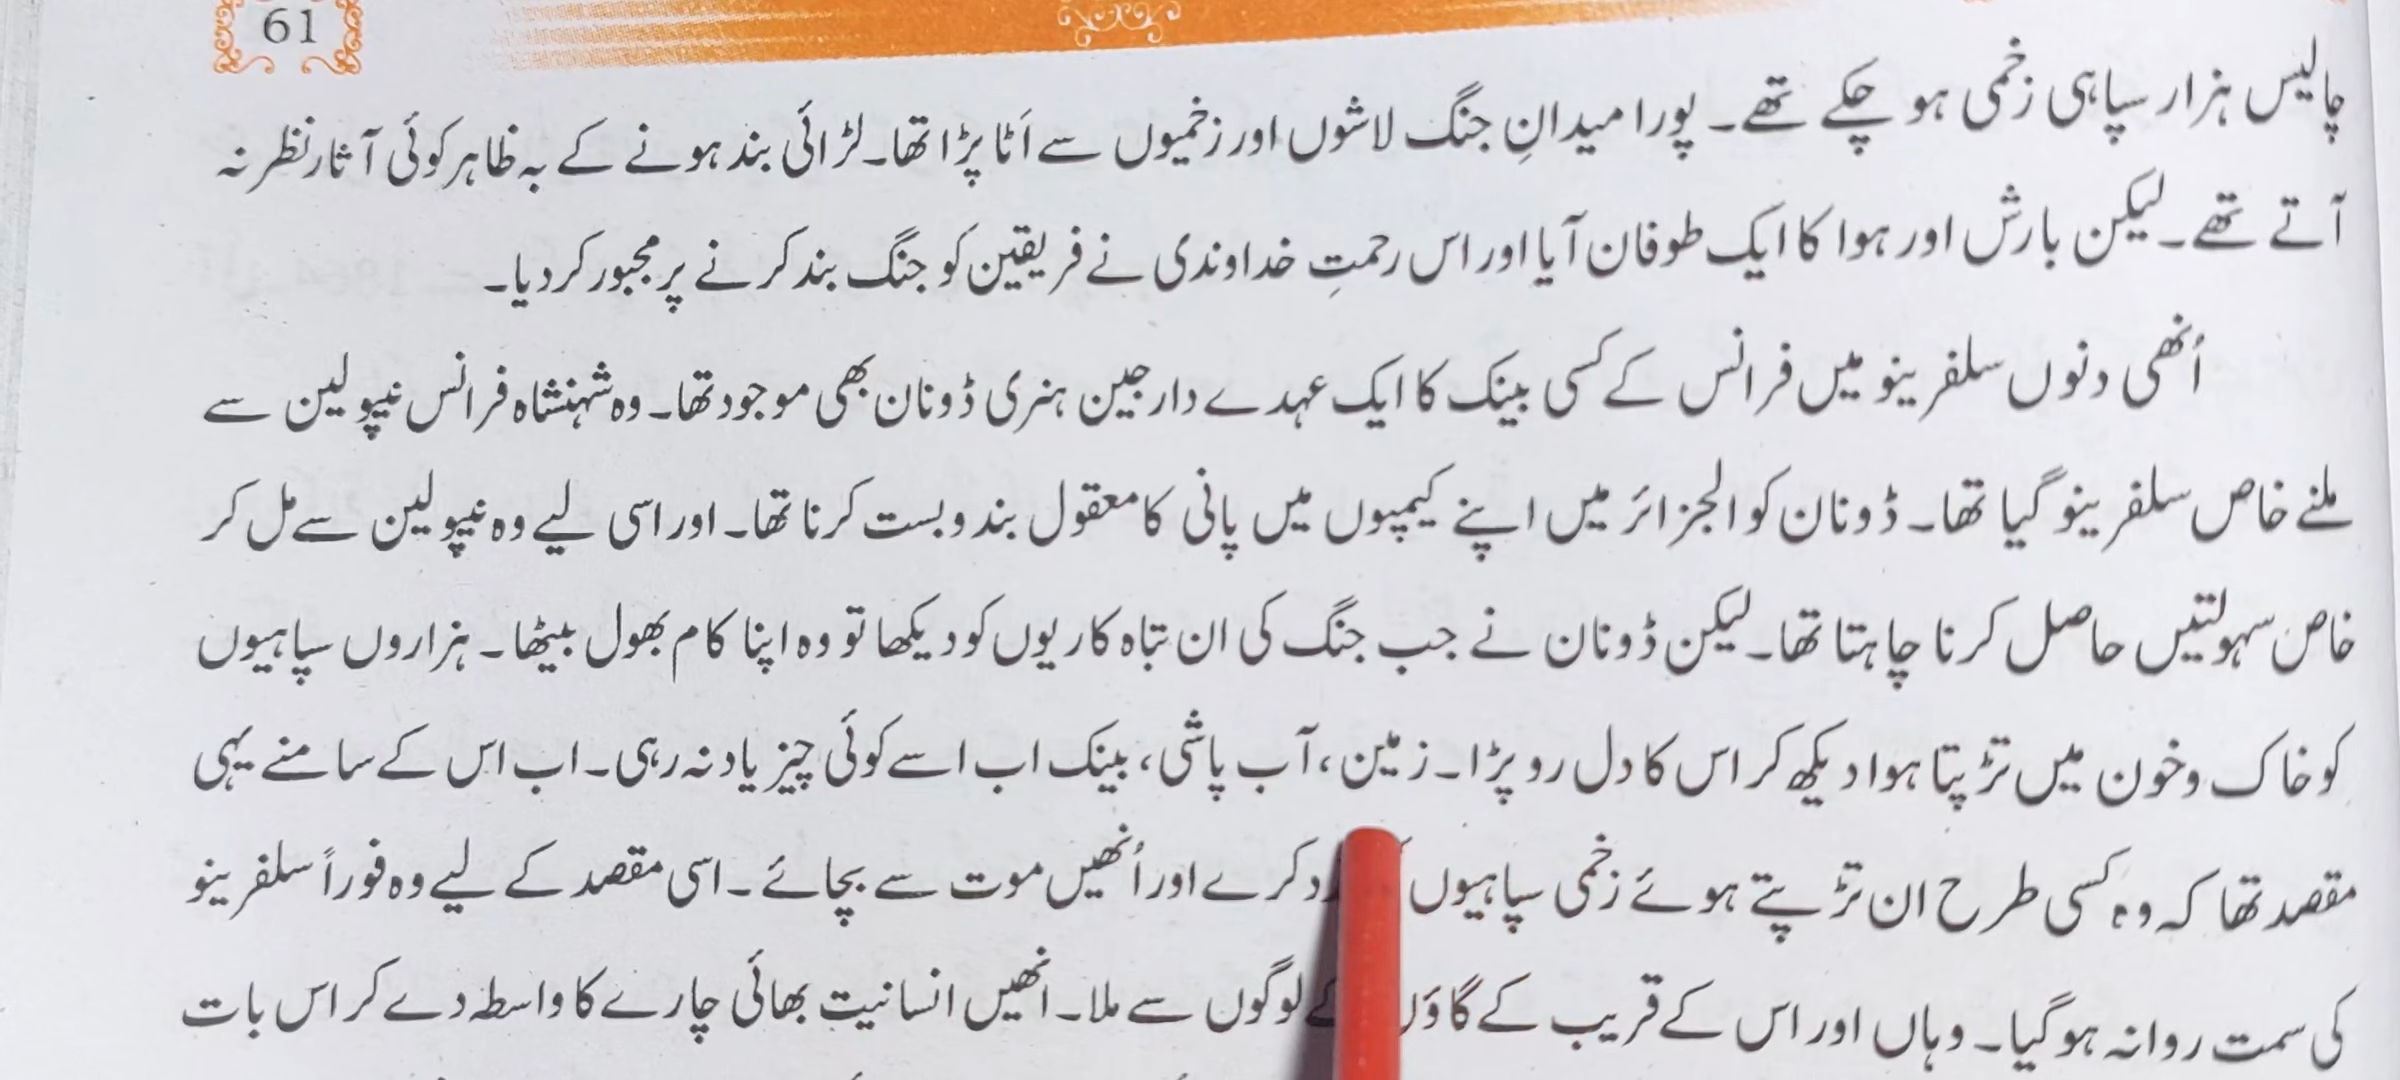 61
چالیس ہزار سپاہی زخمی ہو چکے تھے۔ پورا میدانِ جنگ لاشوں اور زخمیوں سے اَٹا پڑا تھا۔ لڑائی بند ہونے کے بہ ظاہر کوئی آثار نظر نہ
آتے تھے۔ لیکن بارش اور ہوا کا ایک طوفان آیا اور اس رحمتِ خداوندی نے فریقین کو جنگ بند کرنے پر مجبور کر دیا۔
اُنھی دنوں سلفرینو میں فرانس کے کسی بینک کا ایک عہدے دار جین ہنری ڈونان بھی موجود تھا۔ وہ شہنشاہ فرانس نیپولین سے
ملنے خاص سلفرینو گیا تھا۔ ڈونان کو الجزائر میں اپنے کیمپوں میں پانی کا معقول بندوبست کرنا تھا۔ اور اسی لیے وہ نیپولین سے مل کر
خاص سہولتیں حاصل کرنا چاہتا تھا۔ لیکن ڈونان نے جب جنگ کی ان تباہ کاریوں کو دیکھا تو وہ اپنا کام بھول بیٹھا۔ ہزاروں سپاہیوں
کو خاک و خون میں تڑپتا ہوا دیکھ کر اس کا دل رو پڑا۔ زمین، آب پاشی، بینک اب اسے کوئی چیز یاد نہ رہی۔ اب اس کے سامنے یہی
مقصد تھا کہ وہ کسی طرح ان تڑپتے ہوئے زخمی سپاہیوں کرے اور اُنھیں موت سے بچائے۔ اسی مقصد کے لیے وہ فوراً سلفرینو
کی سمت روانہ ہو گیا۔ وہاں اور اس کے قریب کے گاؤں کے لوگوں سے ملا۔ انھیں انسانیت بھائی چارے کا واسطہ دے کر اس بات